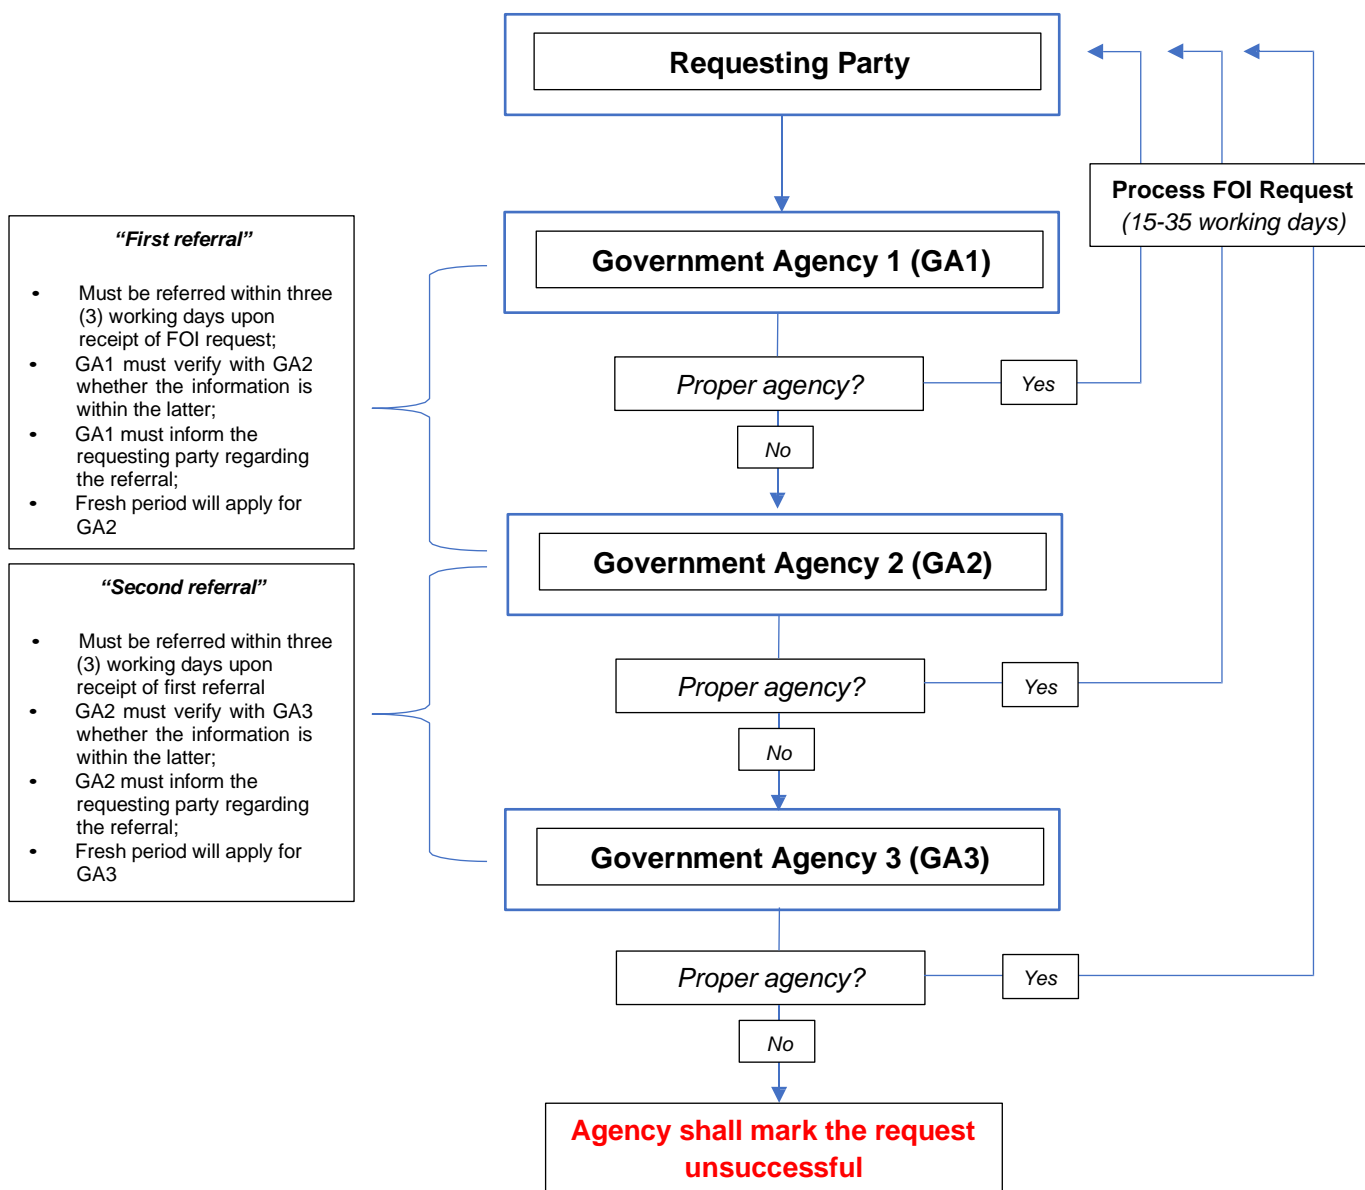 Requesting Party
Process FOI Request
(15-35 working days)
“First referral”
• Must be referred within three
(3) working days upon
receipt of FOI request;
• GA1 must verify with GA2
whether the information is
within the latter;
• GA1 must inform the
requesting party regarding
the referral;
• Fresh period will apply for
GA2
Government Agency 1 (GA1)
Proper agency?
Yes
No
Government Agency 2 (GA2)
“Second referral”
• Must be referred within three
(3) working days upon
receipt of first referral
• GA2 must verify with GA3
whether the information is
within the latter;
• GA2 must inform the
requesting party regarding
the referral;
• Fresh period will apply for
GA3
Proper agency?
Yes
No
Government Agency 3 (GA3)
Proper agency?
Yes
No
Agency shall mark the request
unsuccessful